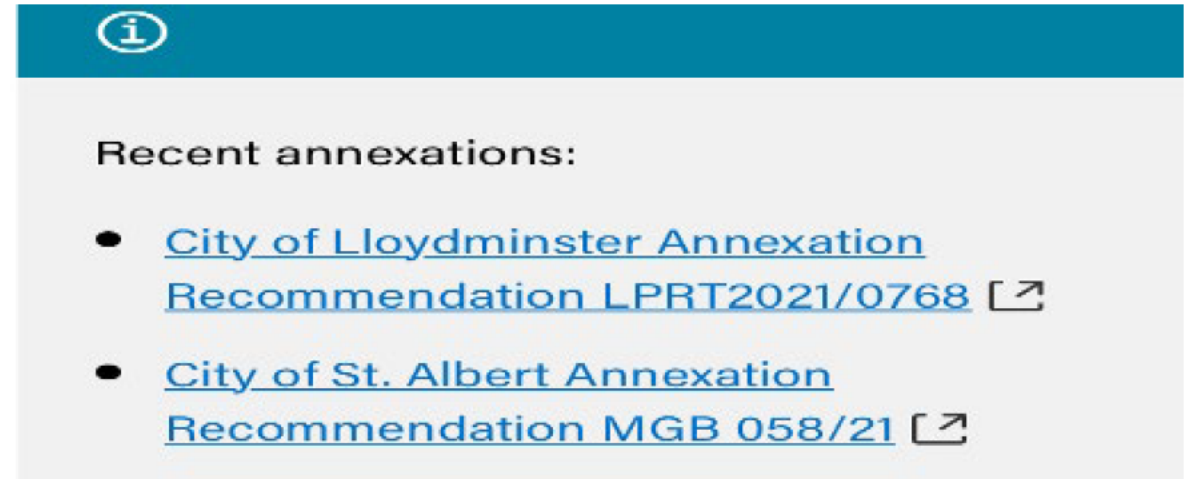 Recent annexations:
• City of Lloydminster Annexation
Recommendation LPRT2021/0768
• City of St. Albert Annexation
Recommendation MGB 058/21